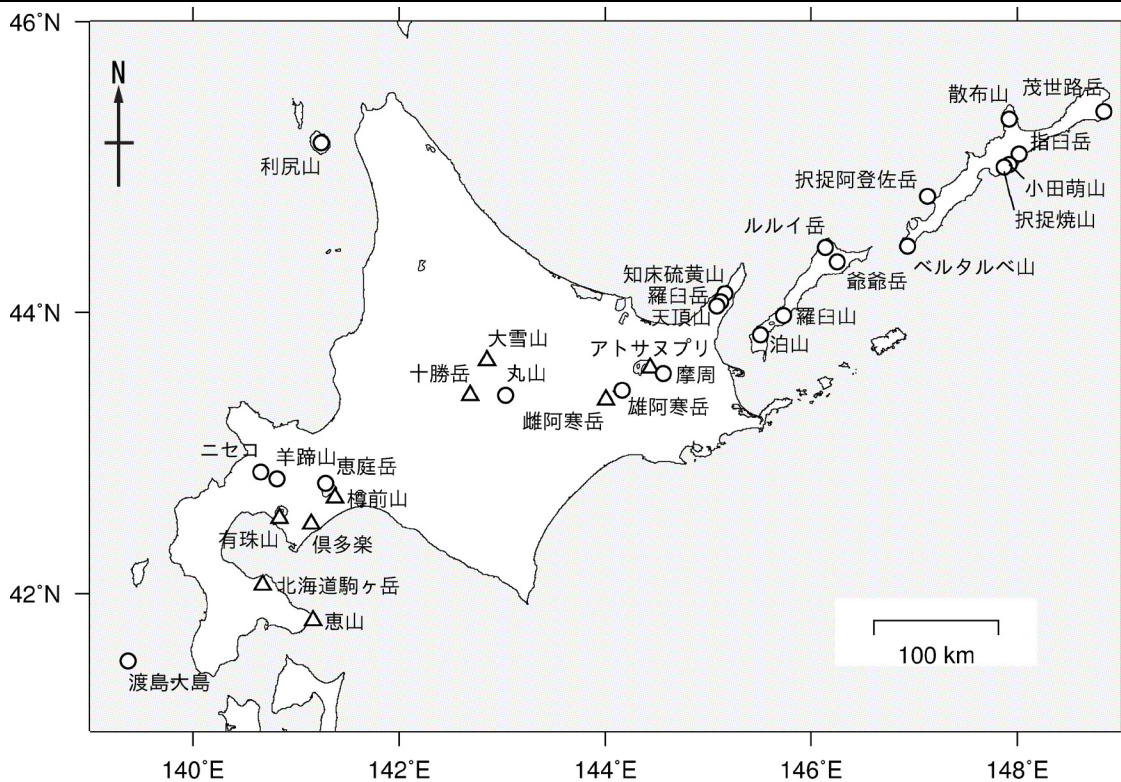 46°N
N
茂世路岳
散布山
指臼岳
利尻山
択捉阿登佐岳
小田萌山
択捉焼山
ルルイ岳
ベルタルベ山
知床硫黄山
爺爺岳
羅臼岳
44°N
天頂山
羅臼山
大雪山
アトサヌプリ
泊山
十勝岳
丸山
摩周
雌阿寒岳
雄阿寒岳
ニセコ
羊蹄山
恵庭岳
樽前山
有珠山
倶多楽
42°N
北海道駒ヶ岳
恵山
100 km
渡島大島
140°E
142°E
144°E
146°E
148°E